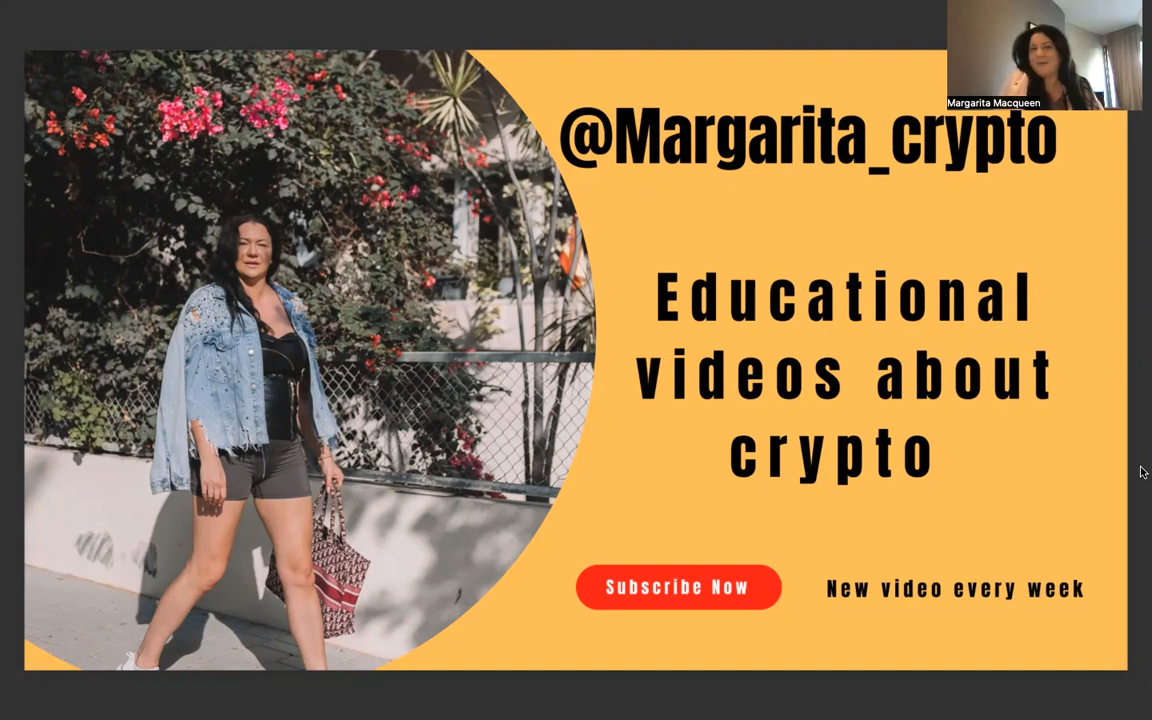 Margarita Macqueen
@Margarita_crypto
Educational
videos about
crypto
Subscribe Now
New video every week